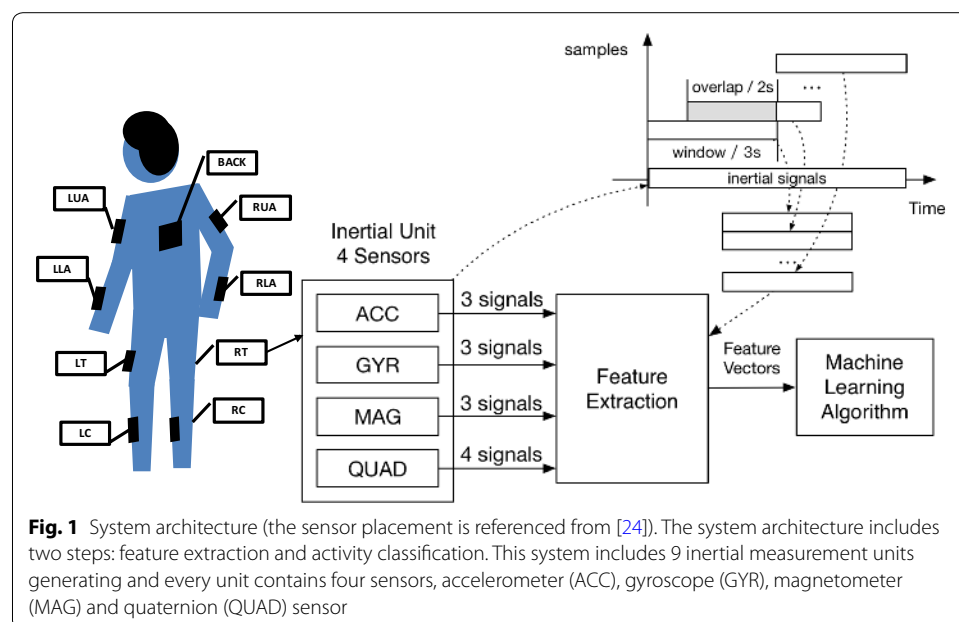 samples
overlap / 2s
...
window / 3s
inertial signals
Time
...
BACK
LUA
RUA
LLA
RLA
LT
RT
LC
RC
Inertial Unit
4 Sensors
ACC
3 signals
GYR
3 signals
MAG
3 signals
QUAD
4 signals
Feature
Extraction
Feature
Vectors
Machine
Learning
Algorithm
Fig. 1 System architecture (the sensor placement is referenced from [24]). The system architecture includes
two steps: feature extraction and activity classification. This system includes 9 inertial measurement units
generating and every unit contains four sensors, accelerometer (ACC), gyroscope (GYR), magnetometer
(MAG) and quaternion (QUAD) sensor